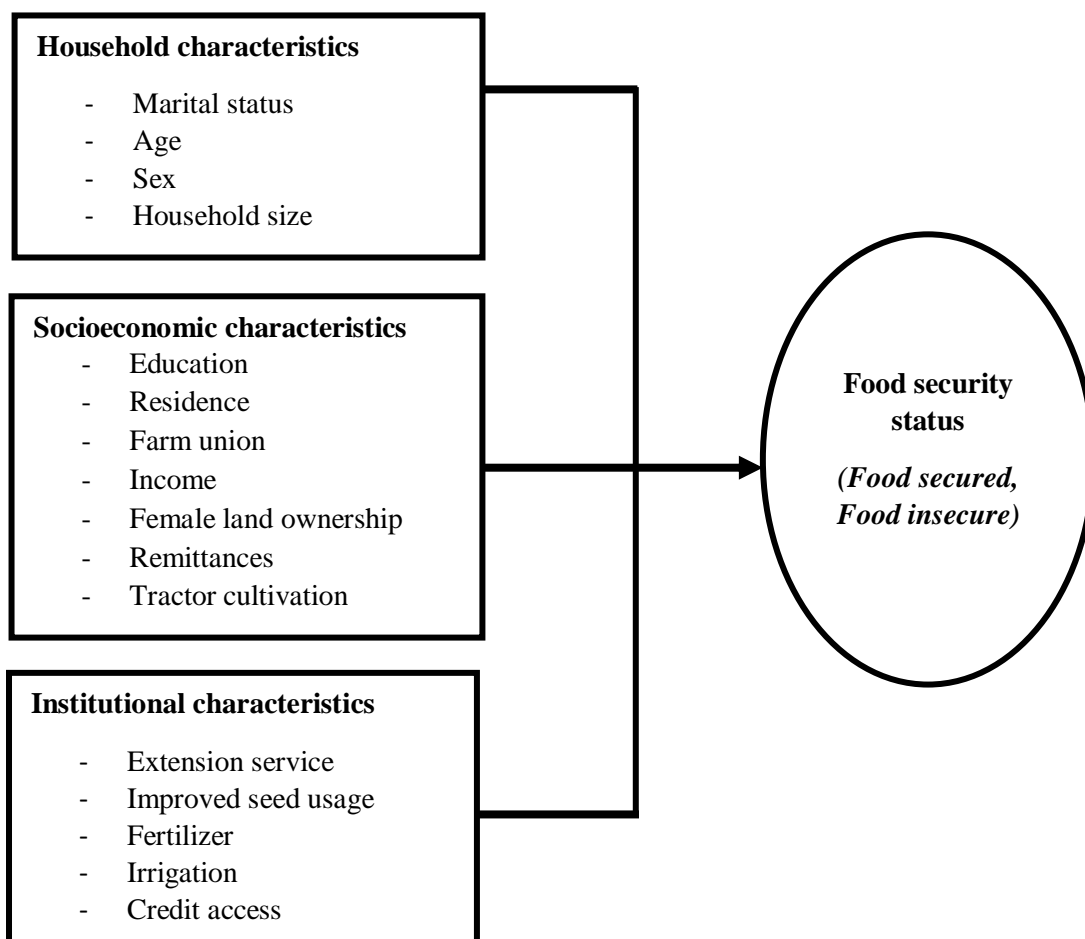 Household characteristics
- Marital status
- Age
- Sex
- Household size
Socioeconomic characteristics
- Education
- Residence
- Farm union
- Income
- Female land ownership
- Remittances
- Tractor cultivation
Institutional characteristics
- Extension service
- Improved seed usage
- Fertilizer
- Irrigation
- Credit access
Food security
status
(Food secured,
Food insecure)